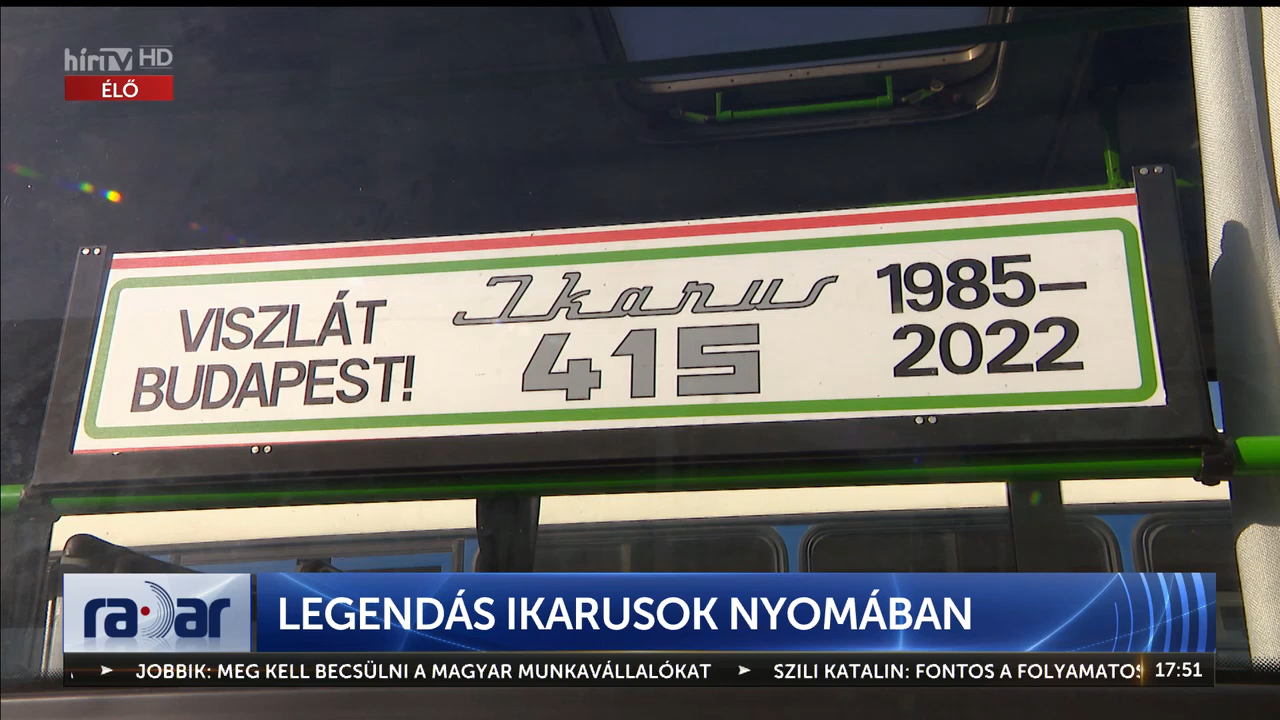 hírTV HD
ÉLŐ
VISZLÁT
BUDAPEST!
Ikarus
415
1985–
2022
radar
LEGENDÁS IKARUSOK NYOMÁBAN
JOBBIK: MEG KELL BECSÜLNI A MAGYAR MUNKAVÁLLALÓKAT
SZILI KATALIN: FONTOS A FOLYAMATOS
17:51